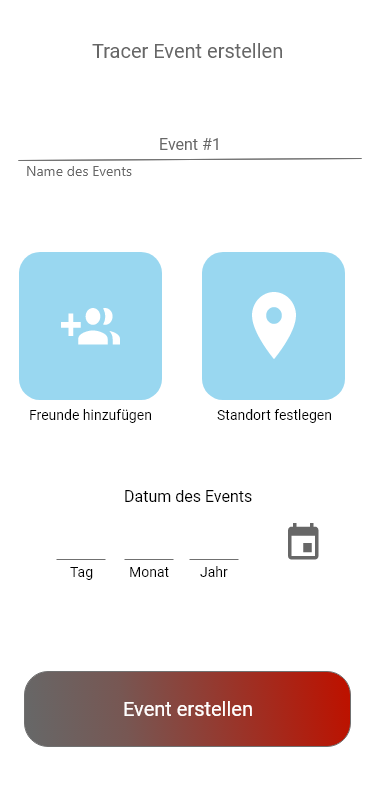 Tracer Event erstellen
Event #1
Name des Events
Freunde hinzufügen
Standort festlegen
Datum des Events
Tag
Monat
Jahr
Event erstellen